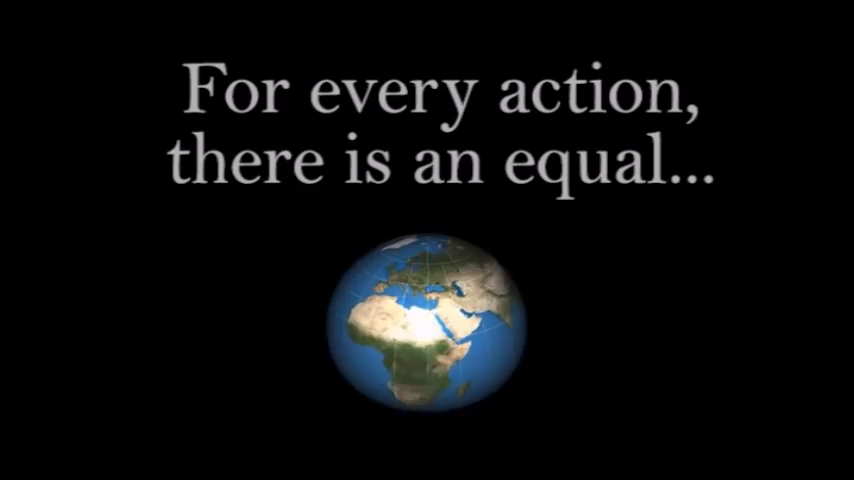 For every action,
there is an equal...